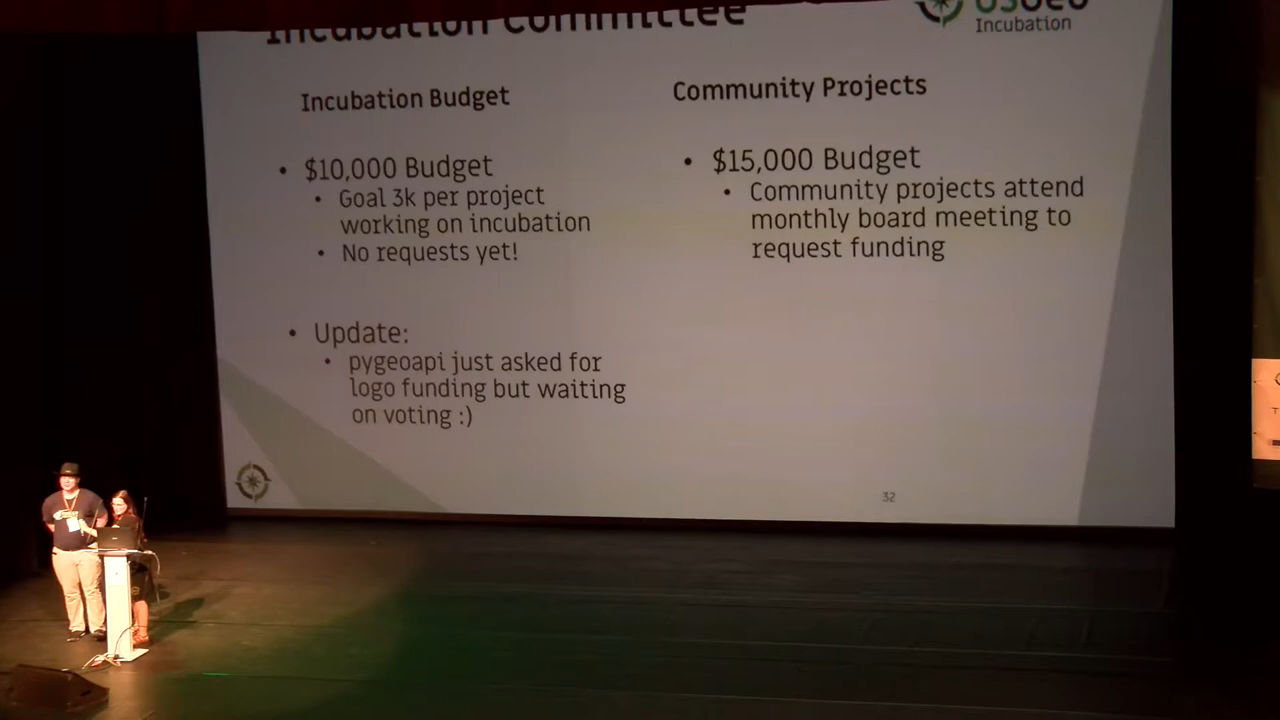 Incubation Committee
OSGeo
Incubation
Incubation Budget
• $10,000 Budget
• Goal 3k per project
working on incubation
• No requests yet!
• Update:
• pygeoapi just asked for
logo funding but waiting
on voting :)
Community Projects
• $15,000 Budget
• Community projects attend
monthly board meeting to
request funding
32